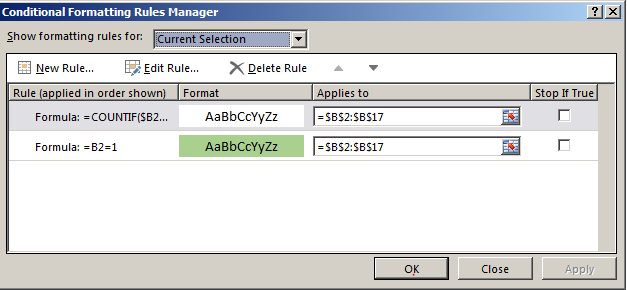 Conditional Formatting Rules Manager
Show formatting rules for: Current Selection
New Rule... Edit Rule... Delete Rule
Rule (applied in order shown) Format Applies to Stop If True
Formula: =COUNTIF($B2... AaBbCcYyZz =$B$2:$B$17
Formula: =B2=1 AaBbCcYyZz =$B$2:$B$17
OK Close Apply